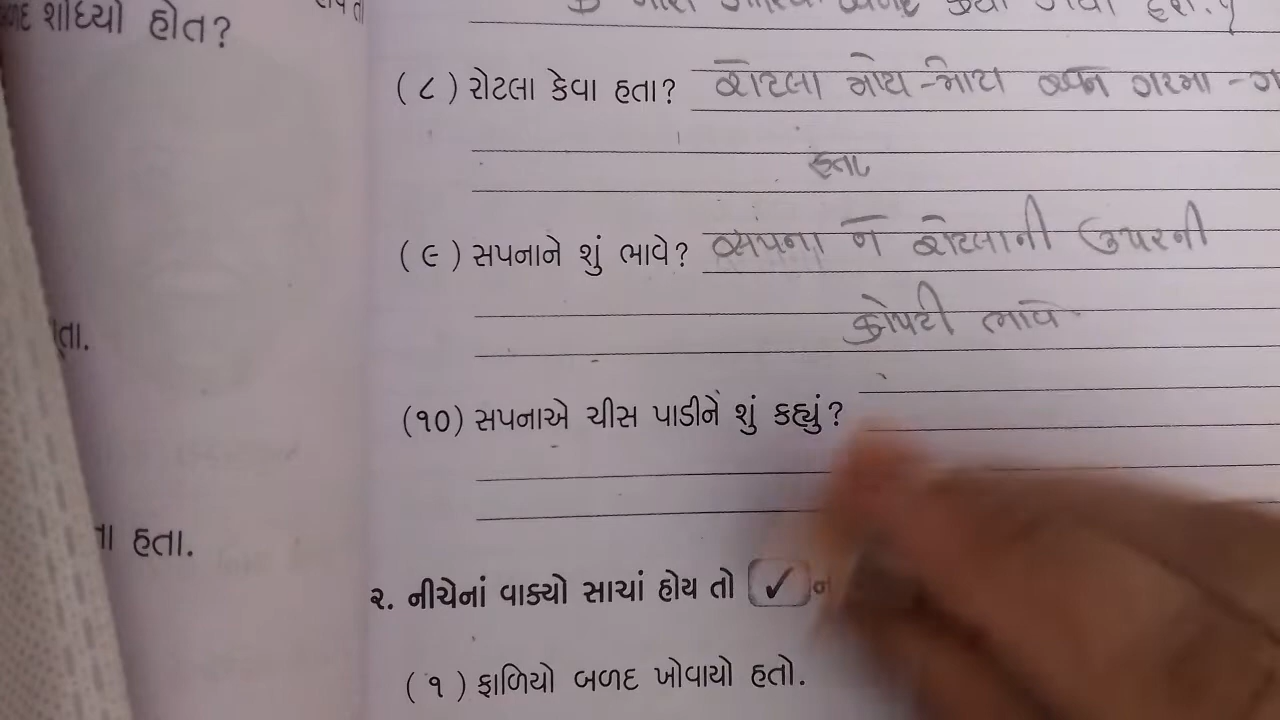 શોધ્યો હોત?
(૮) રોટલા કેવા હતા? રોટલા મોટા-મોટા અને ગરમા-ગ
હતા
(૯) સપનાને શું ભાવે? સપના ને રોટલાની ઉપરની
કોપટી ભાવે
તા.
(૧૦) સપનાએ ચીસ પાડીને શું કહ્યું?
તા હતા.
૨. નીચેનાં વાક્યો સાચાં હોય તો ✓
(૧) ફાળિયો બળદ ખોવાયો હતો.